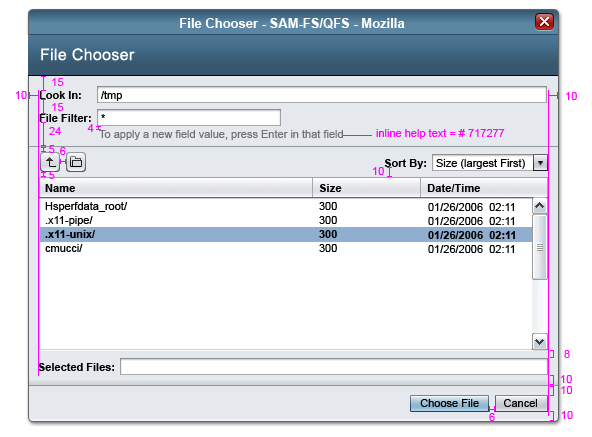 File Chooser - SAM-FS/QFS - Mozilla
File Chooser
15
10 Look In: /tmp 10
15
File Filter: *
24 4 To apply a new field value, press Enter in that field inline help text = # 717277
5
6 Sort By: Size (largest First)
5 10
Name Size Date/Time
Hsperfdata_root/ 300 01/26/2006 02:11
.x11-pipe/ 300 01/26/2006 02:11
.x11-unix/ 300 01/26/2006 02:11
cmucci/ 300 01/26/2006 02:11
8
Selected Files:
10
10
Choose File Cancel
6 10